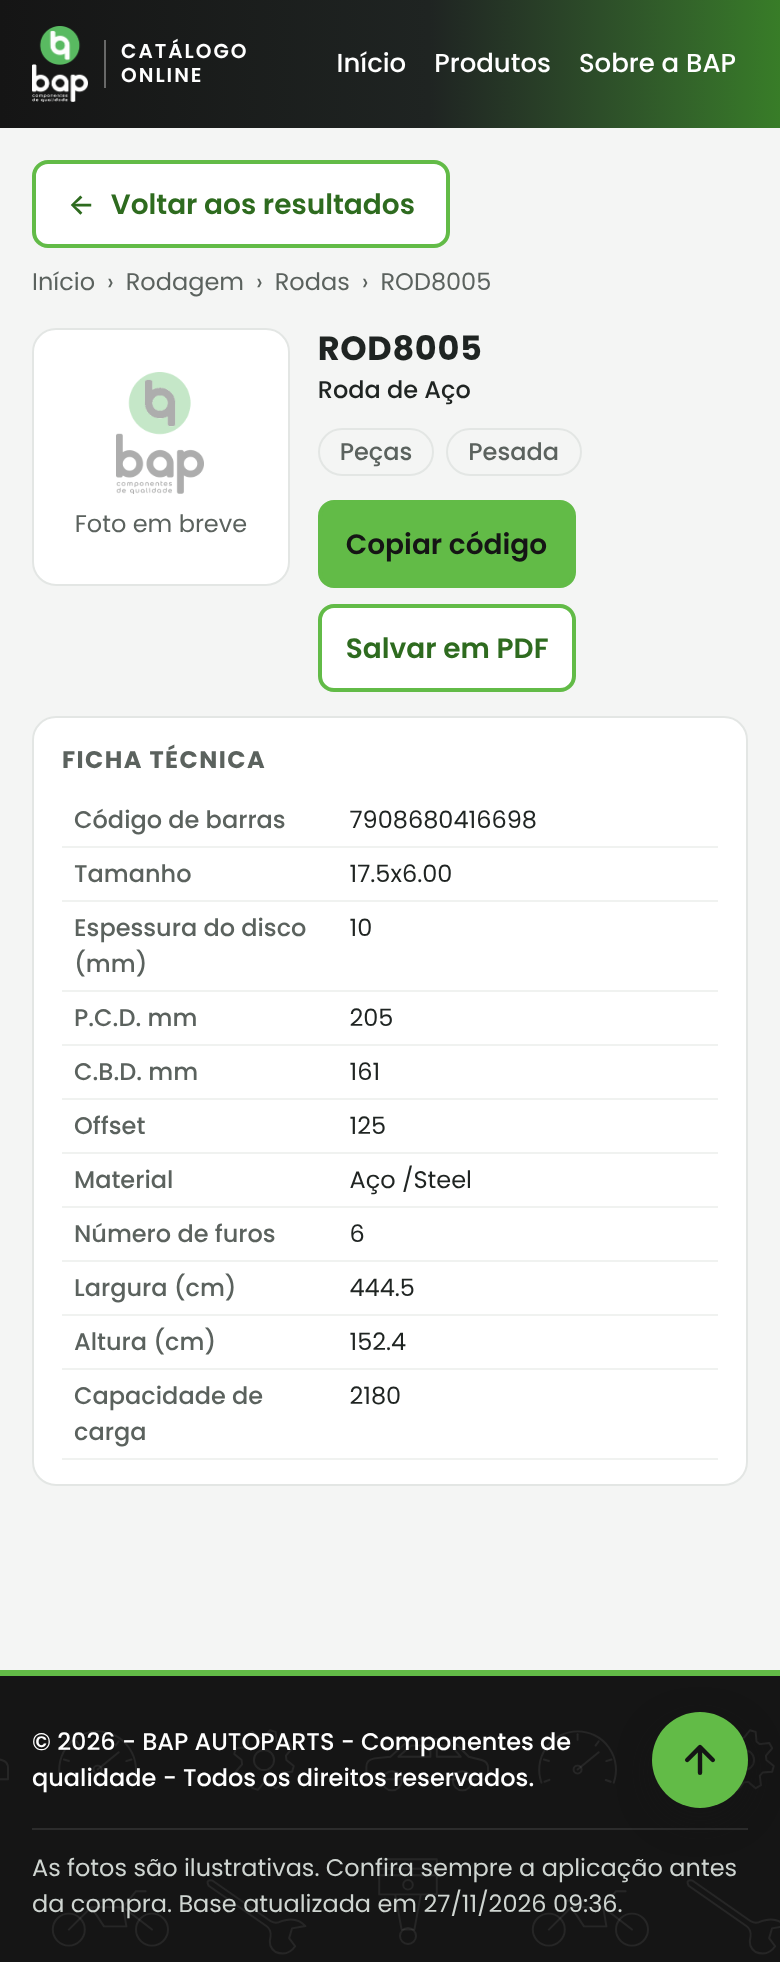 bap
componentes
de qualidade
CATÁLOGO
ONLINE
Início Produtos Sobre a BAP
← Voltar aos resultados
Início › Rodagem › Rodas › ROD8005
bap
componentes
de qualidade
Foto em breve
ROD8005
Roda de Aço
Peças Pesada
Copiar código
Salvar em PDF
FICHA TÉCNICA
Código de barras 7908680416698
Tamanho 17.5x6.00
Espessura do disco 10
(mm)
P.C.D. mm 205
C.B.D. mm 161
Offset 125
Material Aço /Steel
Número de furos 6
Largura (cm) 444.5
Altura (cm) 152.4
Capacidade de 2180
carga
© 2026 - BAP AUTOPARTS - Componentes de
qualidade - Todos os direitos reservados.
As fotos são ilustrativas. Confira sempre a aplicação antes
da compra. Base atualizada em 27/11/2026 09:36.